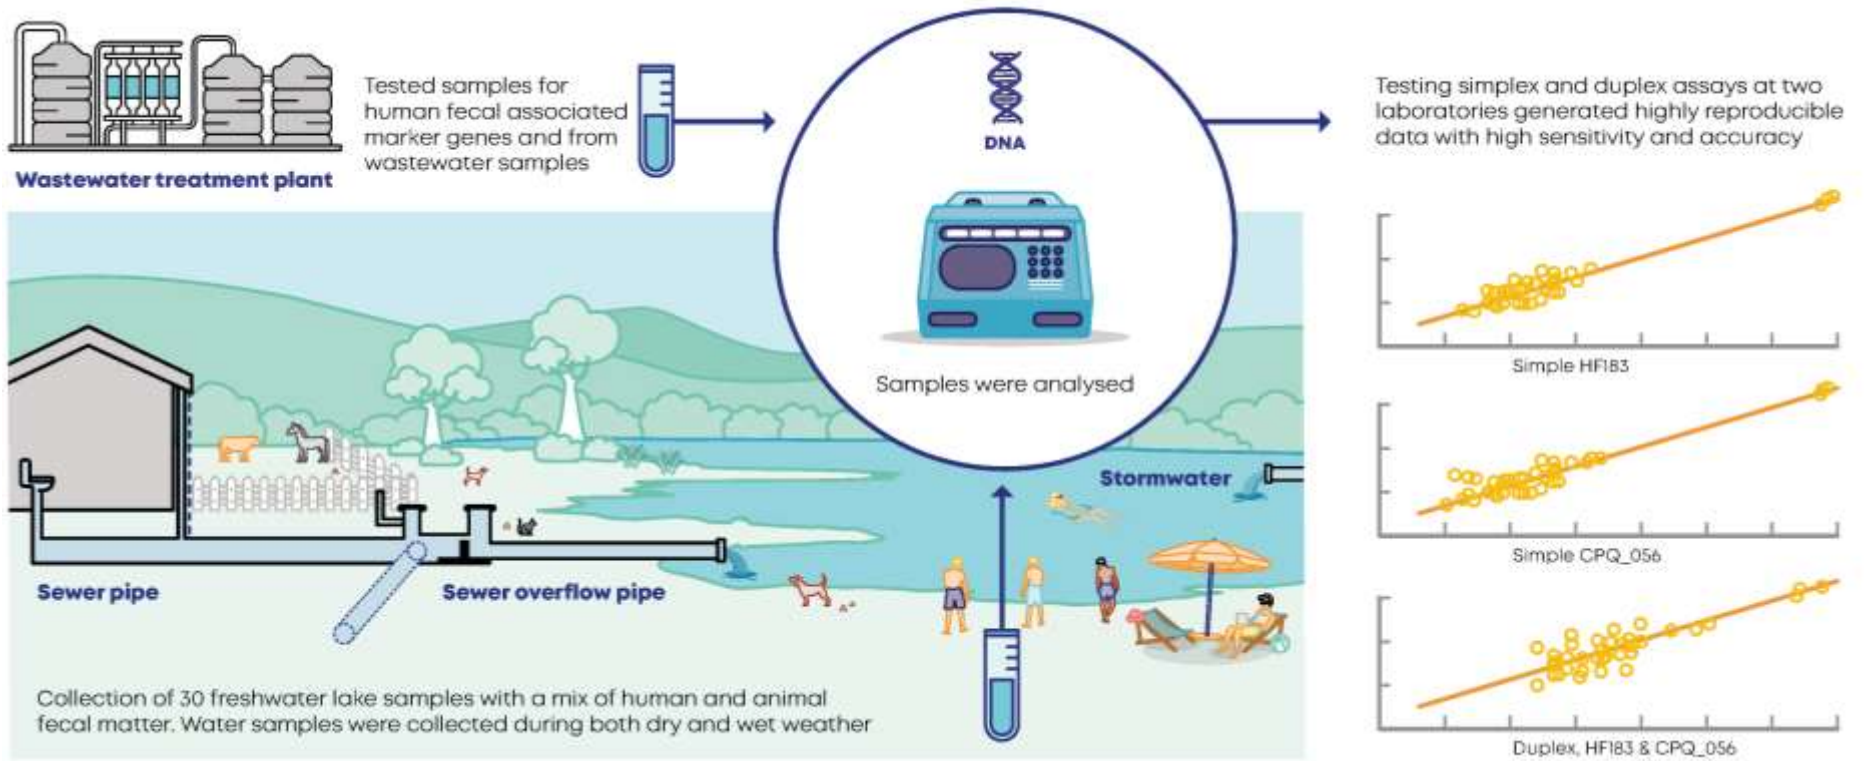 Tested samples for
human fecal associated
marker genes and from
wastewater samples
Wastewater treatment plant
DNA
Samples were analysed
Testing simplex and duplex assays at two
laboratories generated highly reproducible
data with high sensitivity and accuracy
Simple HF183
Simple CPQ_056
Duplex, HF183 & CPQ_056
Stormwater
Sewer pipe
Sewer overflow pipe
Collection of 30 freshwater lake samples with a mix of human and animal
fecal matter. Water samples were collected during both dry and wet weather